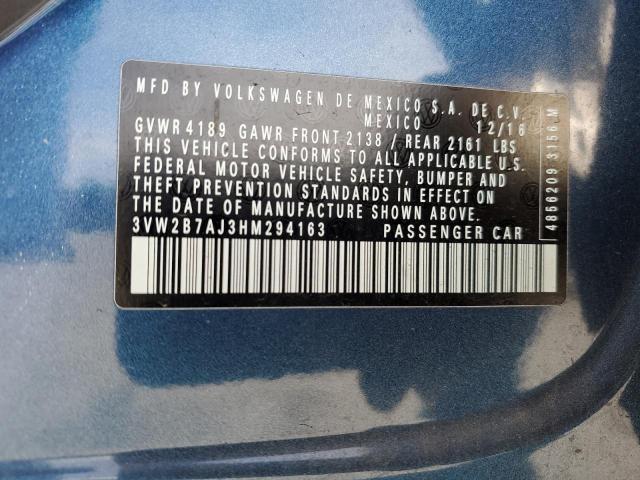 MFD BY VOLKSWAGEN DE MEXICO S.A. DE C.V.
MEXICO 12/16
GVWR 4189 GAWR FRONT 2138 REAR 2161 LBS
THIS VEHICLE CONFORMS TO ALL APPLICABLE U.S.
FEDERAL MOTOR VEHICLE SAFETY, BUMPER AND
THEFT PREVENTION STANDARDS IN EFFECT ON
THE DATE OF MANUFACTURE SHOWN ABOVE.
3VW2B7AJ3HM294163 PASSENGER CAR
4866209 3156 M